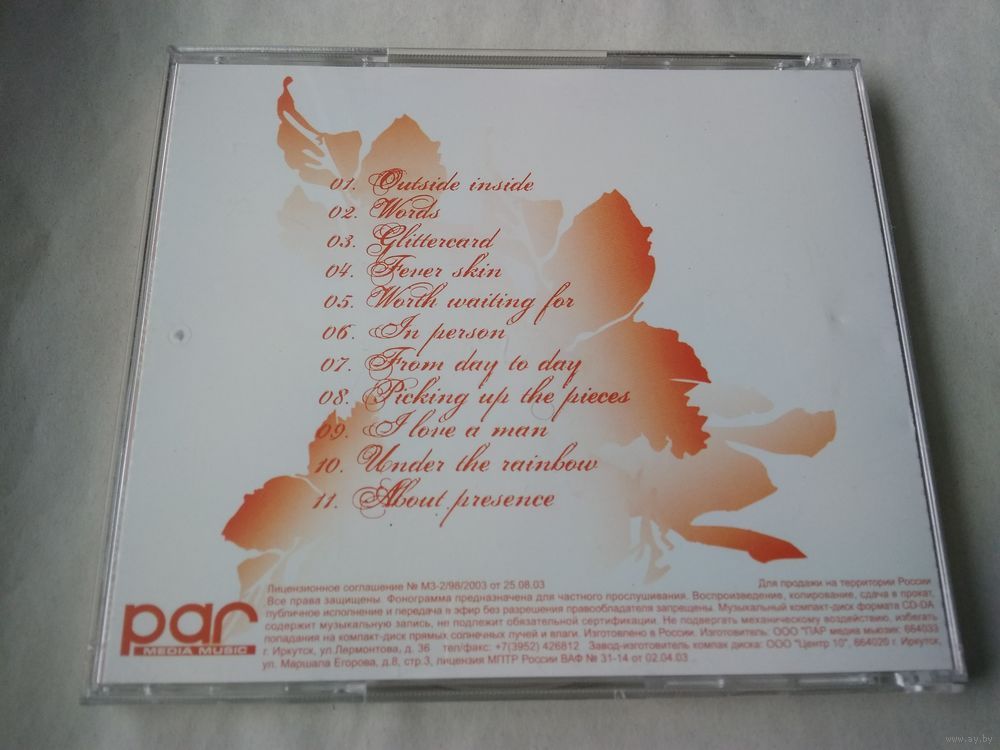 01. Outside inside
02. Words
03. Glittercard
04. Fever skin
05. Worth waiting for
06. In person
07. From day to day
08. Picking up the pieces
09. I love a man
10. Under the rainbow
11. About presence
Лицензионное соглашение № МЗ-2/98/2003 от 25.08.03 Для продажи на территории России
Все права защищены. Фонограмма предназначена для частного прослушивания. Воспроизведение, копирование, сдача в прокат,
публичное исполнение и передача в эфир без разрешения правообладателя запрещены. Музыкальный компакт-диск формата CD-DA
содержит музыкальную запись, не подлежит обязательной сертификации. Не подвергать механическому воздействию, избегать
попадания на компакт-диск прямых солнечных лучей и влаги. Изготовлено в России. Изготовитель: ООО "ПАР медиа мьюзик: 664033
г. Иркутск, ул.Лермонтова, д. 36 тел/факс: +7(3952) 426812 Завод-изготовитель компак диска: ООО "Центр 10", 664020 г. Иркутск,
ул. Маршала Егорова, д.8, стр.3, лицензия МПТР России ВАФ № 31-14 от 02.04.03
par
MEDIA MUSIC
www.ay.by